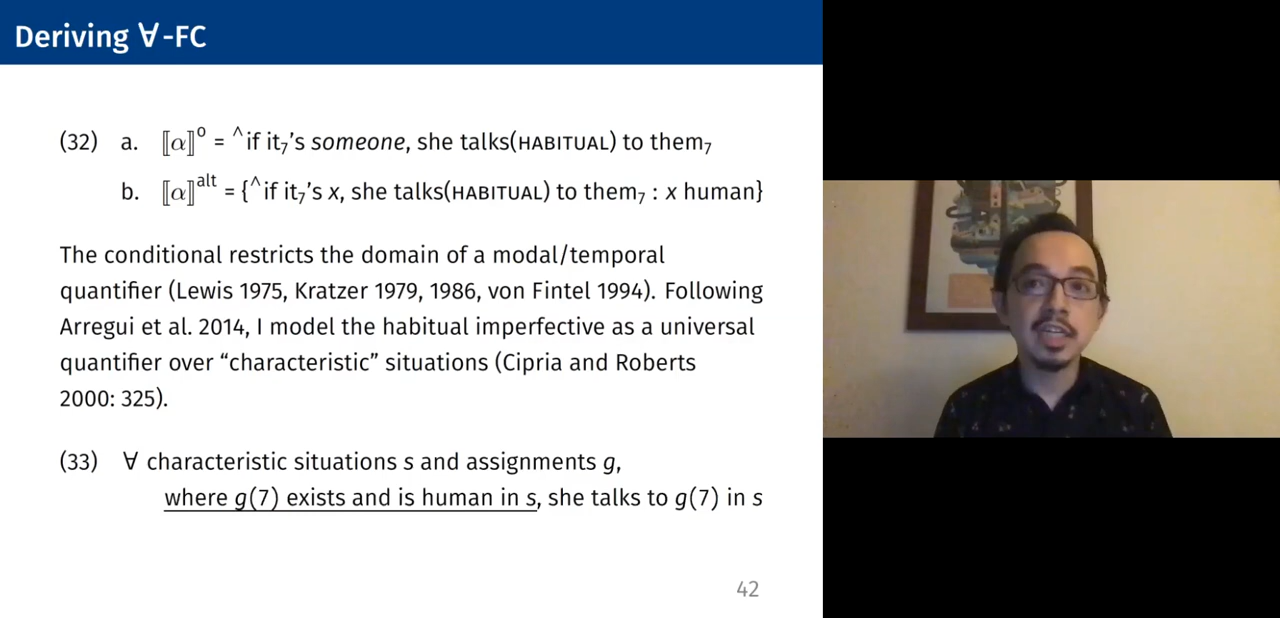 Deriving ∀-FC
(32) a. ⟦α⟧ᵒ = ^if it₇'s someone, she talks(HABITUAL) to them₇
b. ⟦α⟧ᵃˡᵗ = {^if it₇'s x, she talks(HABITUAL) to them₇ : x human}
The conditional restricts the domain of a modal/temporal
quantifier (Lewis 1975, Kratzer 1979, 1986, von Fintel 1994). Following
Arregui et al. 2014, I model the habitual imperfective as a universal
quantifier over “characteristic” situations (Cipria and Roberts
2000: 325).
(33) ∀ characteristic situations s and assignments g,
where g(7) exists and is human in s, she talks to g(7) in s
42